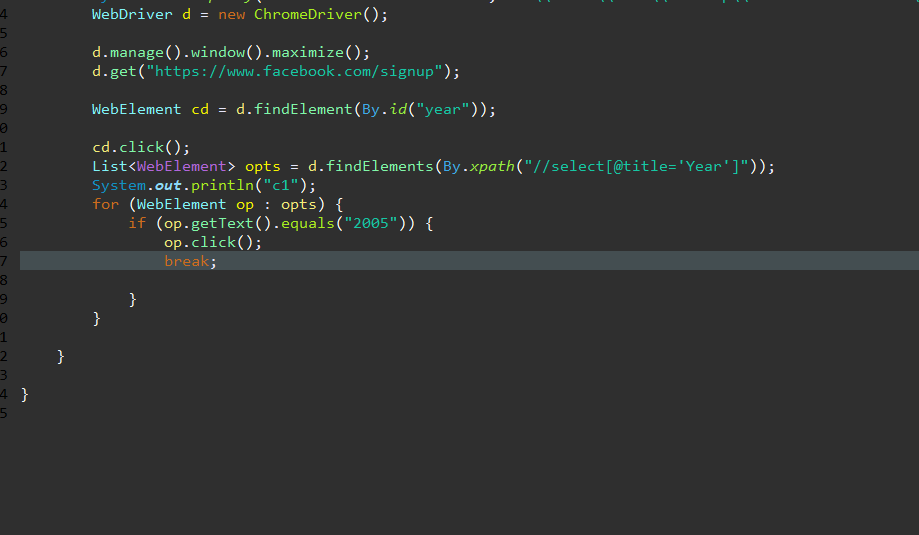 4 WebDriver d = new ChromeDriver();
5
6 d.manage().window().maximize();
7 d.get("https://www.facebook.com/signup");
8
9 WebElement cd = d.findElement(By.id("year"));
0
1 cd.click();
2 List<WebElement> opts = d.findElements(By.xpath("//select[@title='Year']"));
3 System.out.println("c1");
4 for (WebElement op : opts) {
5 if (op.getText().equals("2005")) {
6 op.click();
7 break;
8
9 }
0 }
1
2 }
3
4 }
5